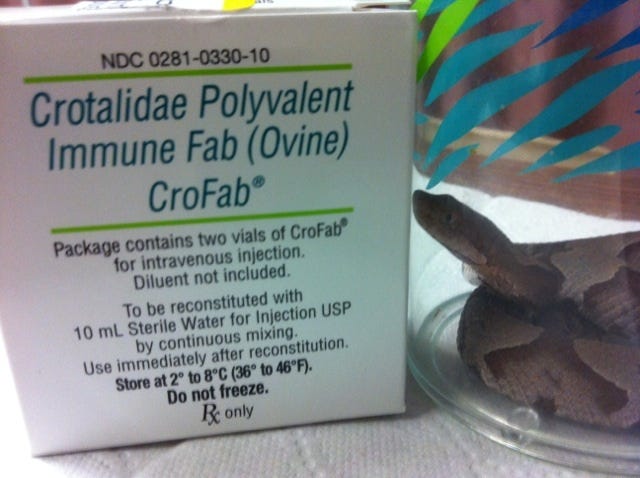 NDC 0281-0330-10
Crotalidae Polyvalent
Immune Fab (Ovine)
CroFab®
Package contains two vials of CroFab®
for intravenous injection.
Diluent not included.
To be reconstituted with
10 mL Sterile Water for Injection USP
by continuous mixing.
Use immediately after reconstitution.
Store at 2° to 8°C (36° to 46°F).
Do not freeze.
Rx only